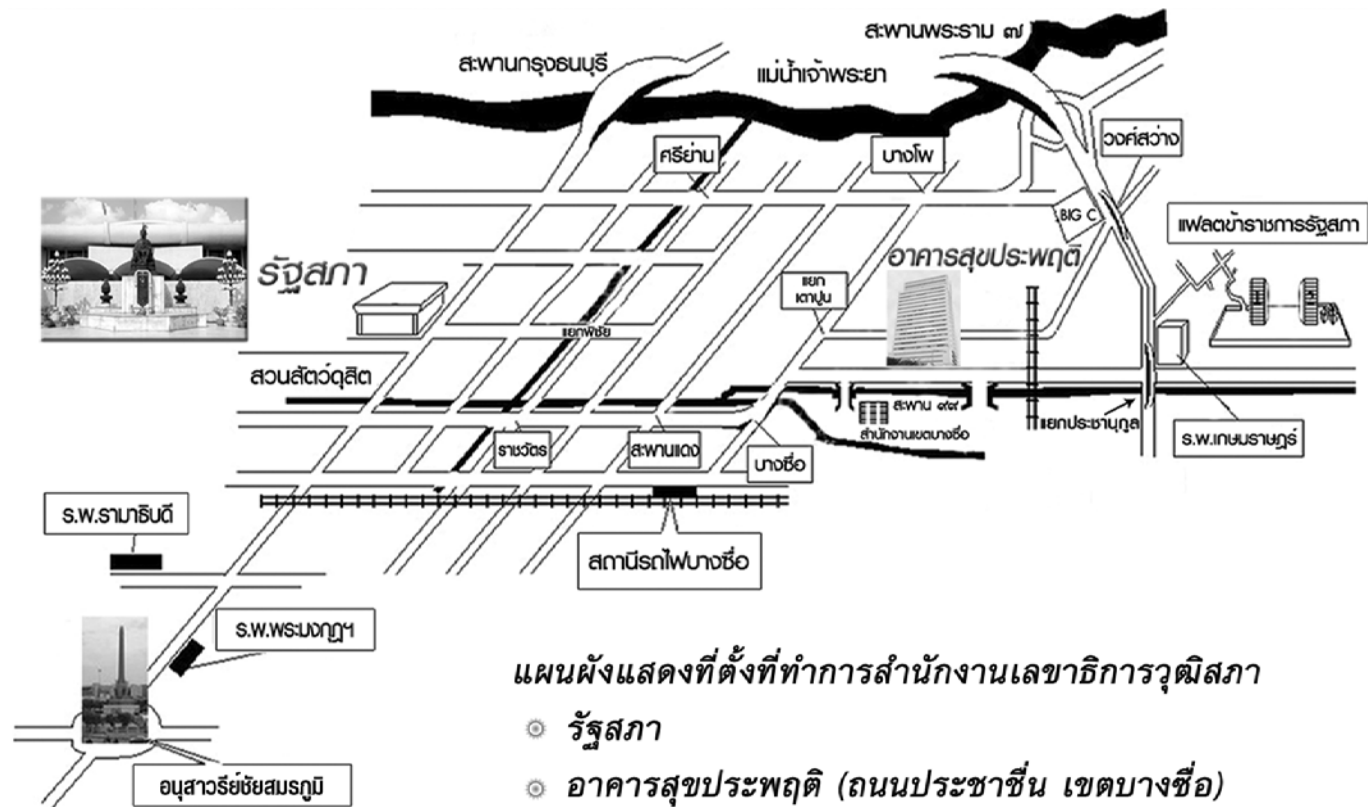 สะพานพระราม ๗
สะพานกรุงธนบุรี
แม่น้ำเจ้าพระยา
วงศ์สว่าง
ศรีย่าน
บางโพ
BIG C
แฟลตข้าราชการรัฐสภา
รัฐสภา
อาคารสุขประพฤติ
แยก
เตาปูน
แยกพิชัย
สวนสัตว์ดุสิต
สะพาน ๙๙
สำนักงานเขตบางซื่อ
แยกประชานุกูล
ร.พ.เกษมราษฎร์
ราชวัตร
สะพานแดง
บางซื่อ
ร.พ.รามาธิบดี
สถานีรถไฟบางซื่อ
ร.พ.พระมงกุฎฯ
อนุสาวรีย์ชัยสมรภูมิ
แผนผังแสดงที่ตั้งที่ทำการสำนักงานเลขาธิการวุฒิสภา
รัฐสภา
อาคารสุขประพฤติ (ถนนประชาชื่น เขตบางซื่อ)